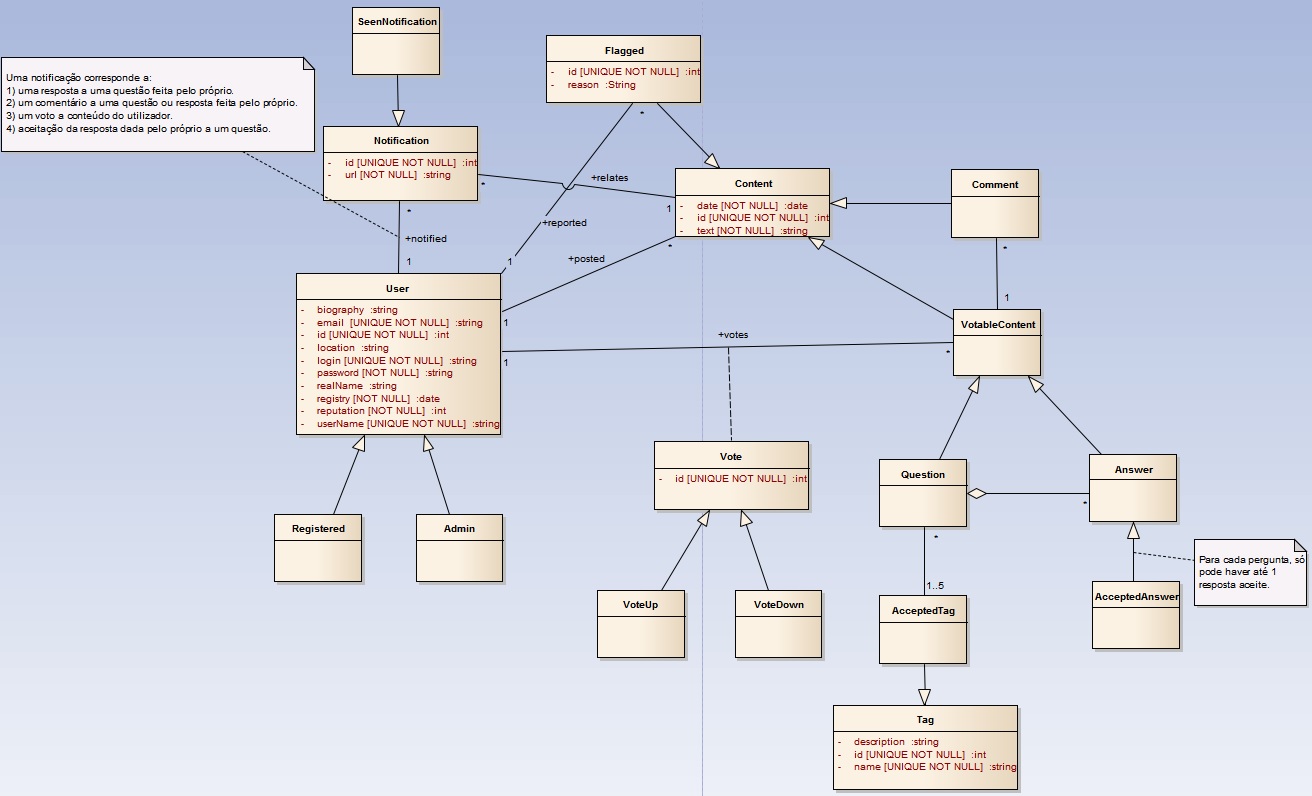 SeenNotification
Flagged
- id [UNIQUE NOT NULL] :int
- reason :String
Uma notificação corresponde a:
1) uma resposta a uma questão feita pelo próprio.
2) um comentário a uma questão ou resposta feita pelo próprio.
3) um voto a conteúdo do utilizador.
4) aceitação da resposta dada pelo próprio a um questão.
Notification
- id [UNIQUE NOT NULL] :int
- url [NOT NULL] :string
*
*
+relates
1
Content
- date [NOT NULL] :date
- id [UNIQUE NOT NULL] :int
- text [NOT NULL] :string
Comment
*
+notified
1
+reported
1
+posted
*
1
*
1
User
- biography :string
- email [UNIQUE NOT NULL] :string
- id [UNIQUE NOT NULL] :int
- location :string
- login [UNIQUE NOT NULL] :string
- password [NOT NULL] :string
- realName :string
- registry [NOT NULL] :date
- reputation [NOT NULL] :int
- userName [UNIQUE NOT NULL] :string
+votes
1
*
VotableContent
Vote
- id [UNIQUE NOT NULL] :int
Question
Answer
*
Registered
Admin
*
1..5
Para cada pergunta, só
pode haver até 1
resposta aceite.
VoteUp
VoteDown
AcceptedTag
AcceptedAnswer
Tag
- description :string
- id [UNIQUE NOT NULL] :int
- name [UNIQUE NOT NULL] :string